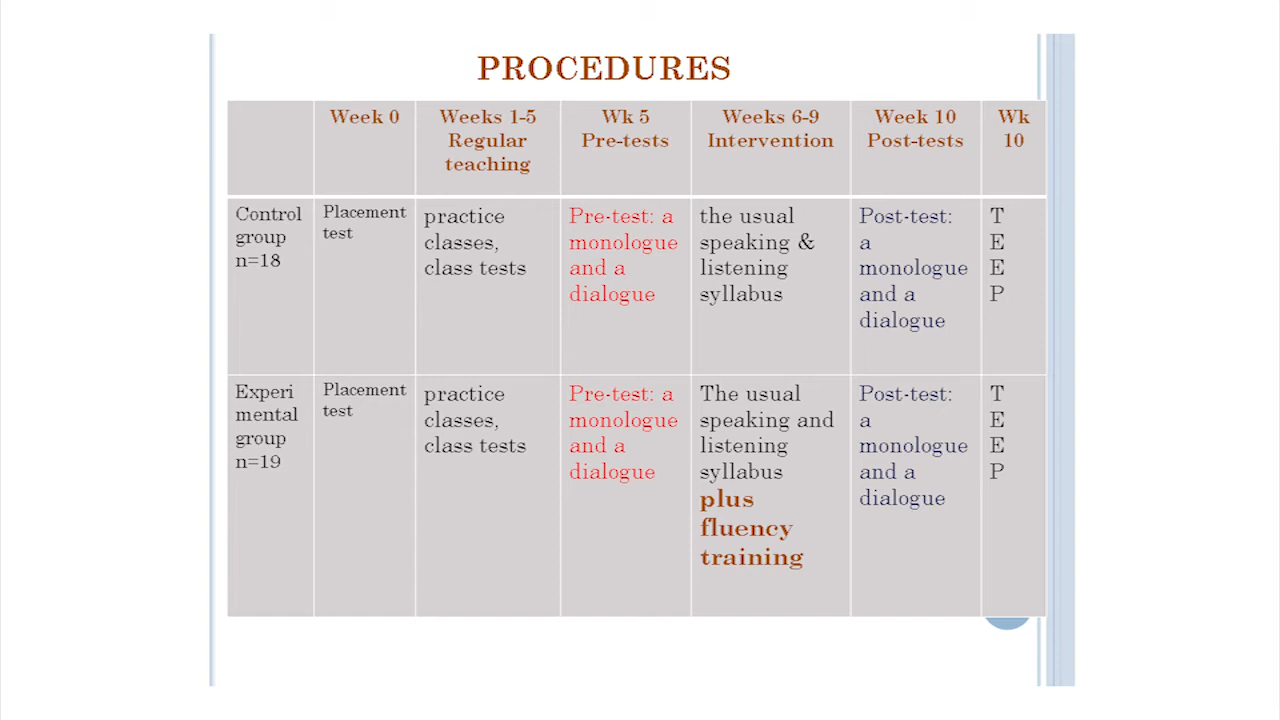 PROCEDURES
Week 0
Weeks 1-5
Regular
teaching
Wk 5
Pre-tests
Weeks 6-9
Intervention
Week 10
Post-tests
Wk
10
Control
group
n=18
Placement
test
practice
classes,
class tests
Pre-test: a
monologue
and a
dialogue
the usual
speaking &
listening
syllabus
Post-test:
a
monologue
and a
dialogue
T
E
E
P
Experi
mental
group
n=19
Placement
test
practice
classes,
class tests
Pre-test: a
monologue
and a
dialogue
The usual
speaking and
listening
syllabus
plus
fluency
training
Post-test:
a
monologue
and a
dialogue
T
E
E
P